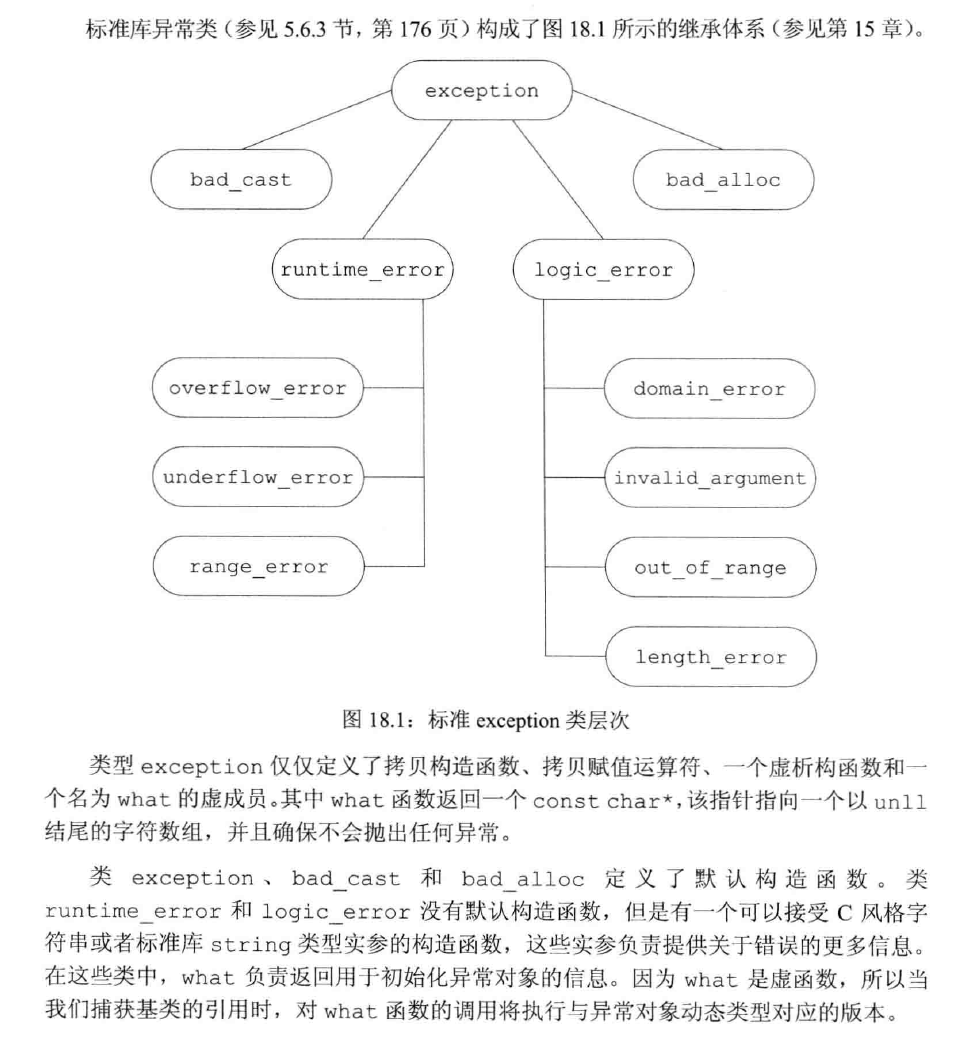 标准库异常类（参见 5.6.3 节，第 176 页）构成了图 18.1 所示的继承体系（参见第 15 章）。
exception
bad_cast
bad_alloc
runtime_error
logic_error
overflow_error
domain_error
underflow_error
invalid_argument
range_error
out_of_range
length_error
图 18.1：标准 exception 类层次
类型 exception 仅仅定义了拷贝构造函数、拷贝赋值运算符、一个虚析构函数和一
个名为 what 的虚成员。其中 what 函数返回一个 const char*，该指针指向一个以 unll
结尾的字符数组，并且确保不会抛出任何异常。
类 exception、bad_cast 和 bad_alloc 定义了默认构造函数。类
runtime_error 和 logic_error 没有默认构造函数，但是有一个可以接受 C 风格字
符串或者标准库 string 类型实参的构造函数，这些实参负责提供关于错误的更多信息。
在这些类中，what 负责返回用于初始化异常对象的信息。因为 what 是虚函数，所以当
我们捕获基类的引用时，对 what 函数的调用将执行与异常对象动态类型对应的版本。